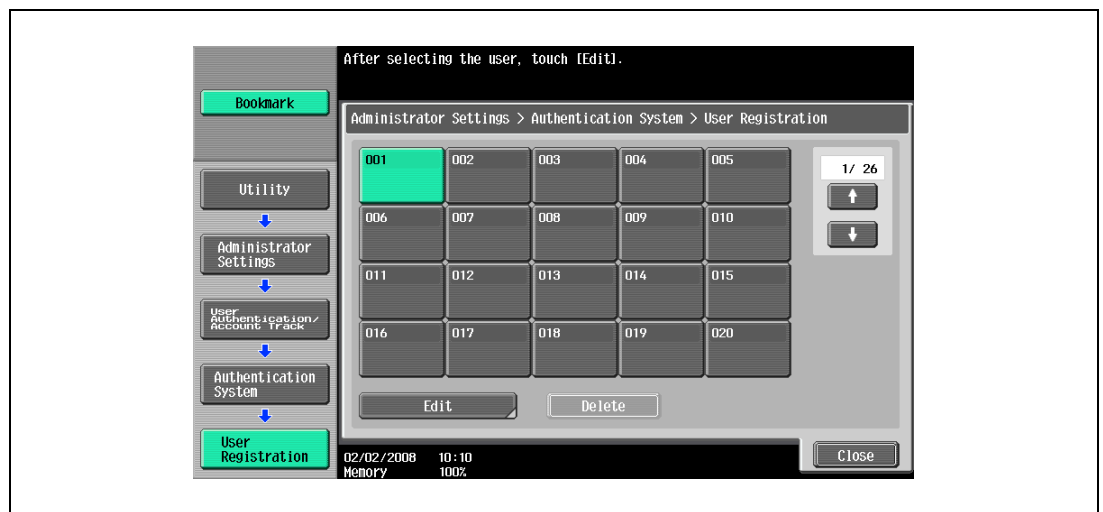 After selecting the user, touch [Edit].
Bookmark
Administrator Settings > Authentication System > User Registration
001 002 003 004 005
1/ 26
Utility
006 007 008 009 010
Administrator
Settings
011 012 013 014 015
User
Authentication/
Account Track
016 017 018 019 020
Authentication
System
Edit Delete
User
Registration
02/02/2008 10:10
Memory 100%
Close